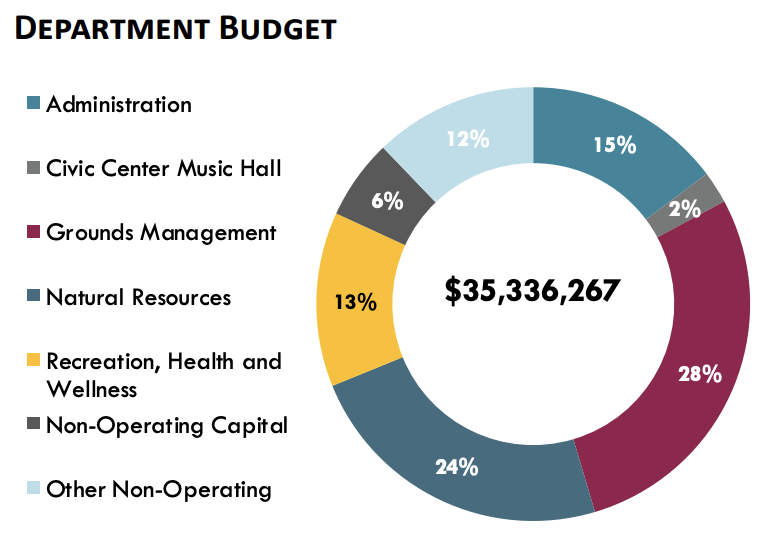 DEPARTMENT BUDGET
Administration
Civic Center Music Hall
Grounds Management
Natural Resources
Recreation, Health and
Wellness
Non-Operating Capital
Other Non-Operating
12%
15%
2%
6%
13%
$35,336,267
28%
24%